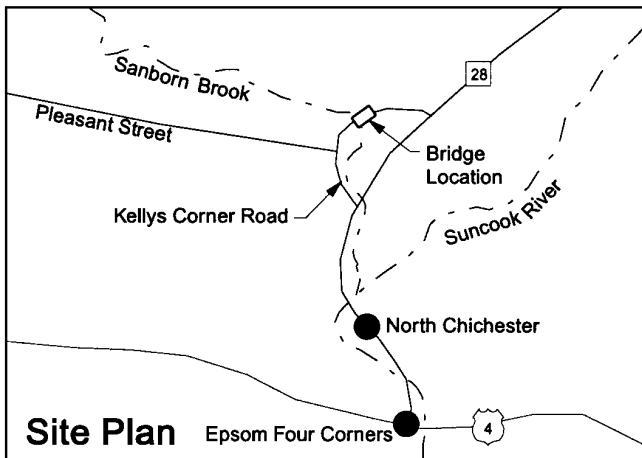 Sanborn Brook
28
Pleasant Street
Bridge
Location
Kellys Corner Road
Suncook River
North Chichester
Site Plan
Epsom Four Corners
4